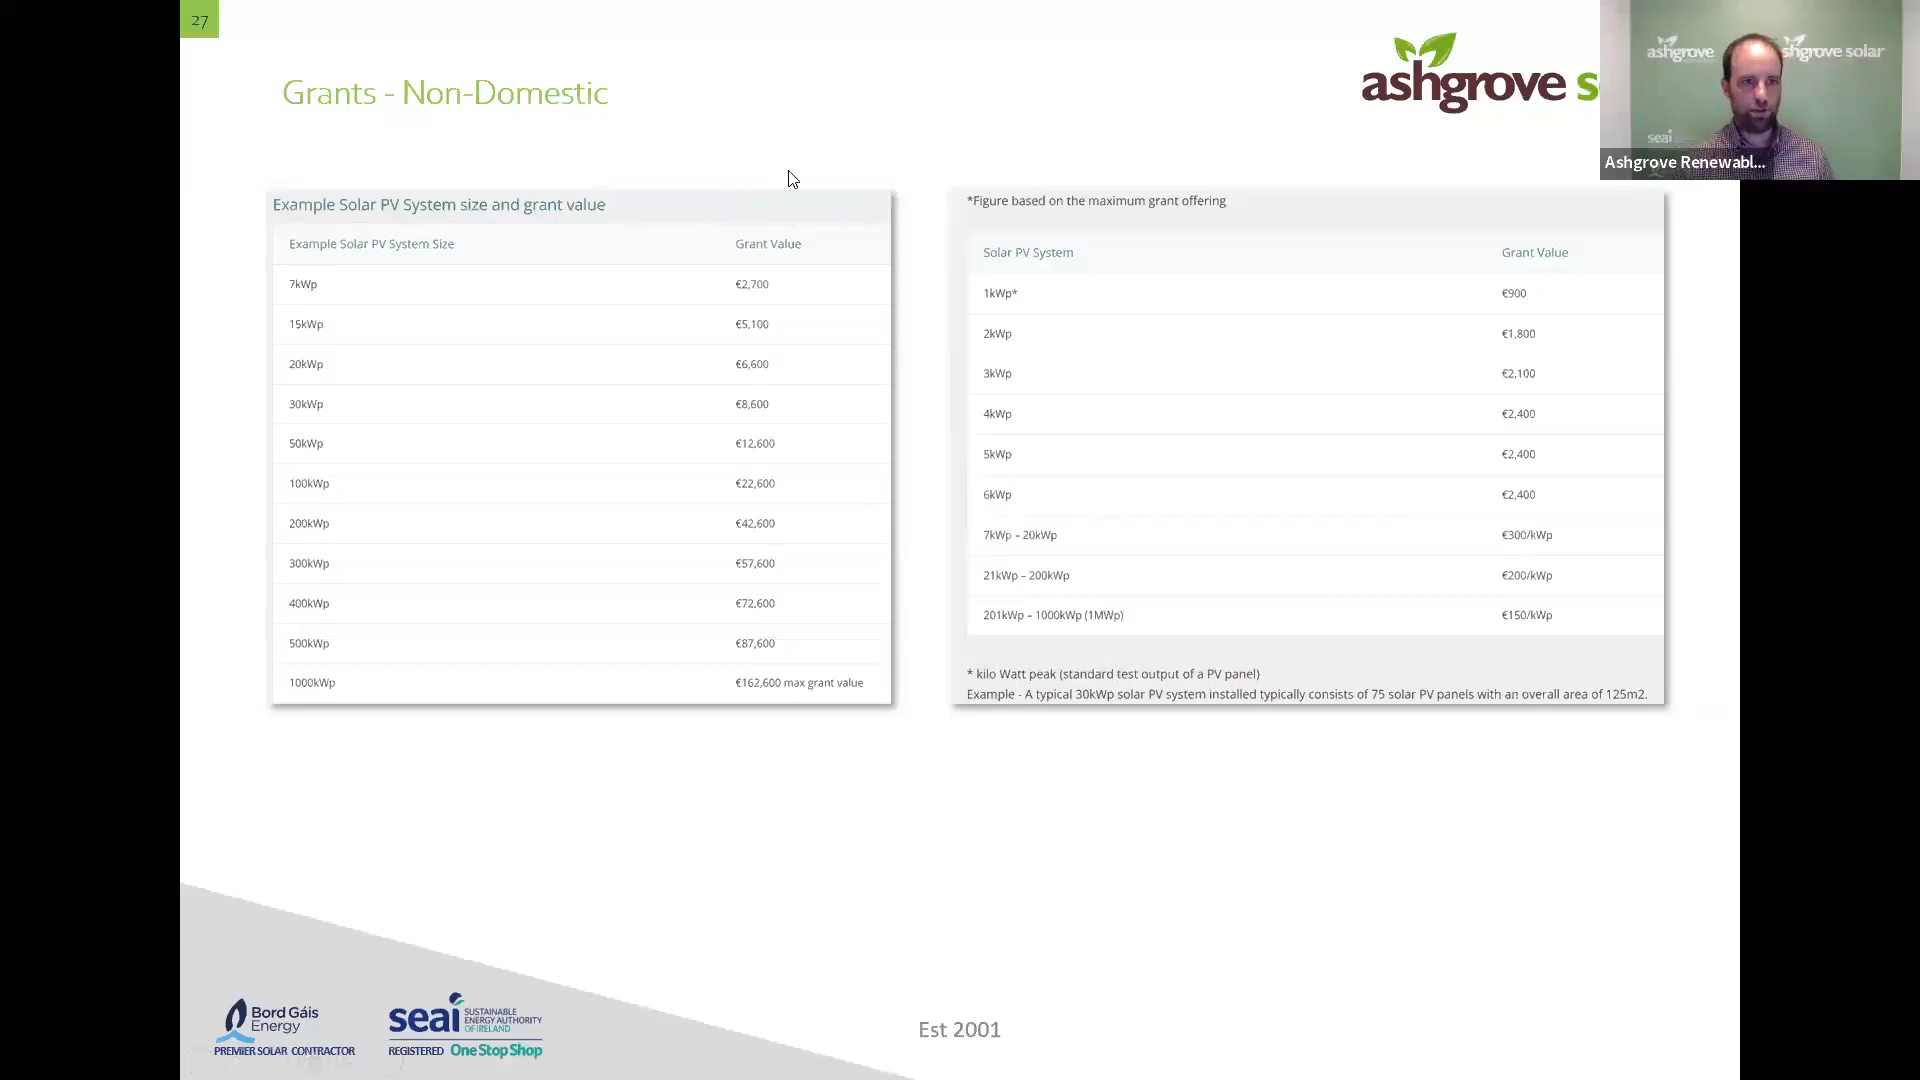 27
Grants - Non-Domestic
ashgrove s
ashgrove
shgrove solar
seai
Ashgrove Renewabl...
Example Solar PV System size and grant value
Example Solar PV System Size Grant Value
7kWp €2,700
15kWp €5,100
20kWp €6,600
30kWp €8,600
50kWp €12,600
100kWp €22,600
200kWp €42,600
300kWp €57,600
400kWp €72,600
500kWp €87,600
1000kWp €162,600 max grant value
*Figure based on the maximum grant offering
Solar PV System Grant Value
1kWp* €900
2kWp €1,800
3kWp €2,100
4kWp €2,400
5kWp €2,400
6kWp €2,400
7kWp – 20kWp €300/kWp
21kWp – 200kWp €200/kWp
201kWp – 1000kWp (1MWp) €150/kWp
* kilo Watt peak (standard test output of a PV panel)
Example - A typical 30kWp solar PV system installed typically consists of 75 solar PV panels with an overall area of 125m2.
Bord Gáis
Energy
PREMIER SOLAR CONTRACTOR
seai SUSTAINABLE
ENERGY AUTHORITY
OF IRELAND
REGISTERED One Stop Shop
Est 2001